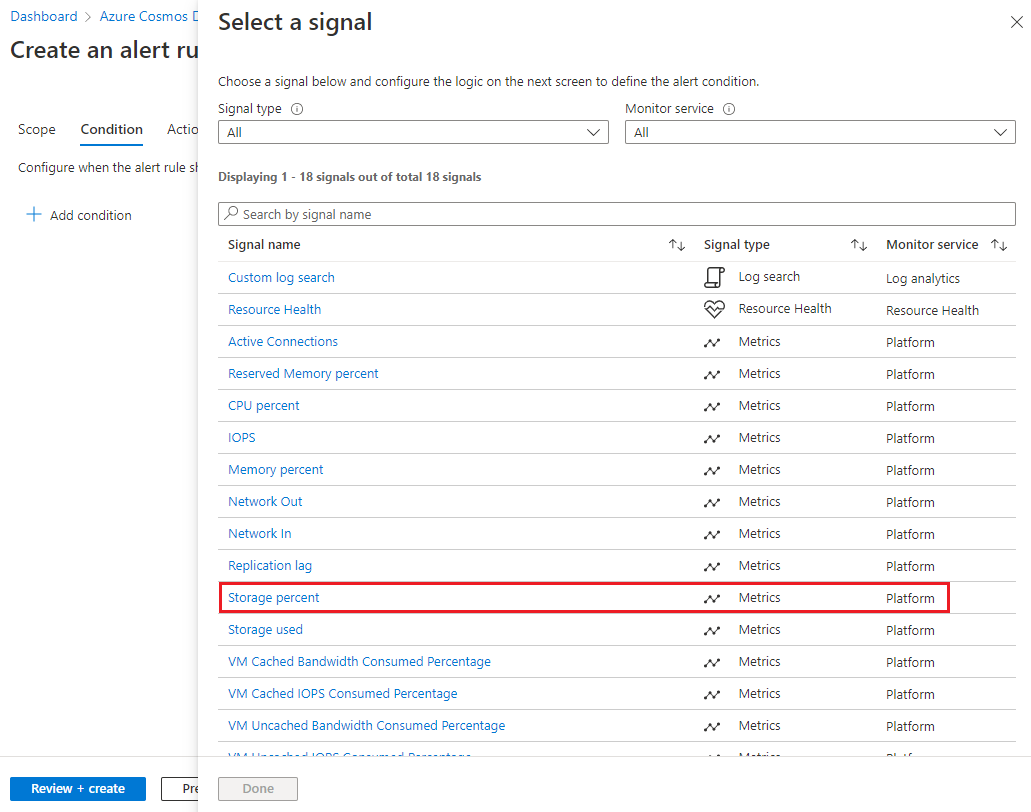 Dashboard > Azure Cosmos D
Create an alert ru
Scope Condition Actio
Configure when the alert rule sh
Add condition
Review + create
Pre
Select a signal
Choose a signal below and configure the logic on the next screen to define the alert condition.
Signal type Monitor service
All All
Displaying 1 - 18 signals out of total 18 signals
Search by signal name
Signal name Signal type Monitor service
Custom log search Log search Log analytics
Resource Health Resource Health Resource Health
Active Connections Metrics Platform
Reserved Memory percent Metrics Platform
CPU percent Metrics Platform
IOPS Metrics Platform
Memory percent Metrics Platform
Network Out Metrics Platform
Network In Metrics Platform
Replication lag Metrics Platform
Storage percent Metrics Platform
Storage used Metrics Platform
VM Cached Bandwidth Consumed Percentage Metrics Platform
VM Cached IOPS Consumed Percentage Metrics Platform
VM Uncached Bandwidth Consumed Percentage Metrics Platform
VM Uncached IOPS Consumed Percentage Metrics Platform
Done